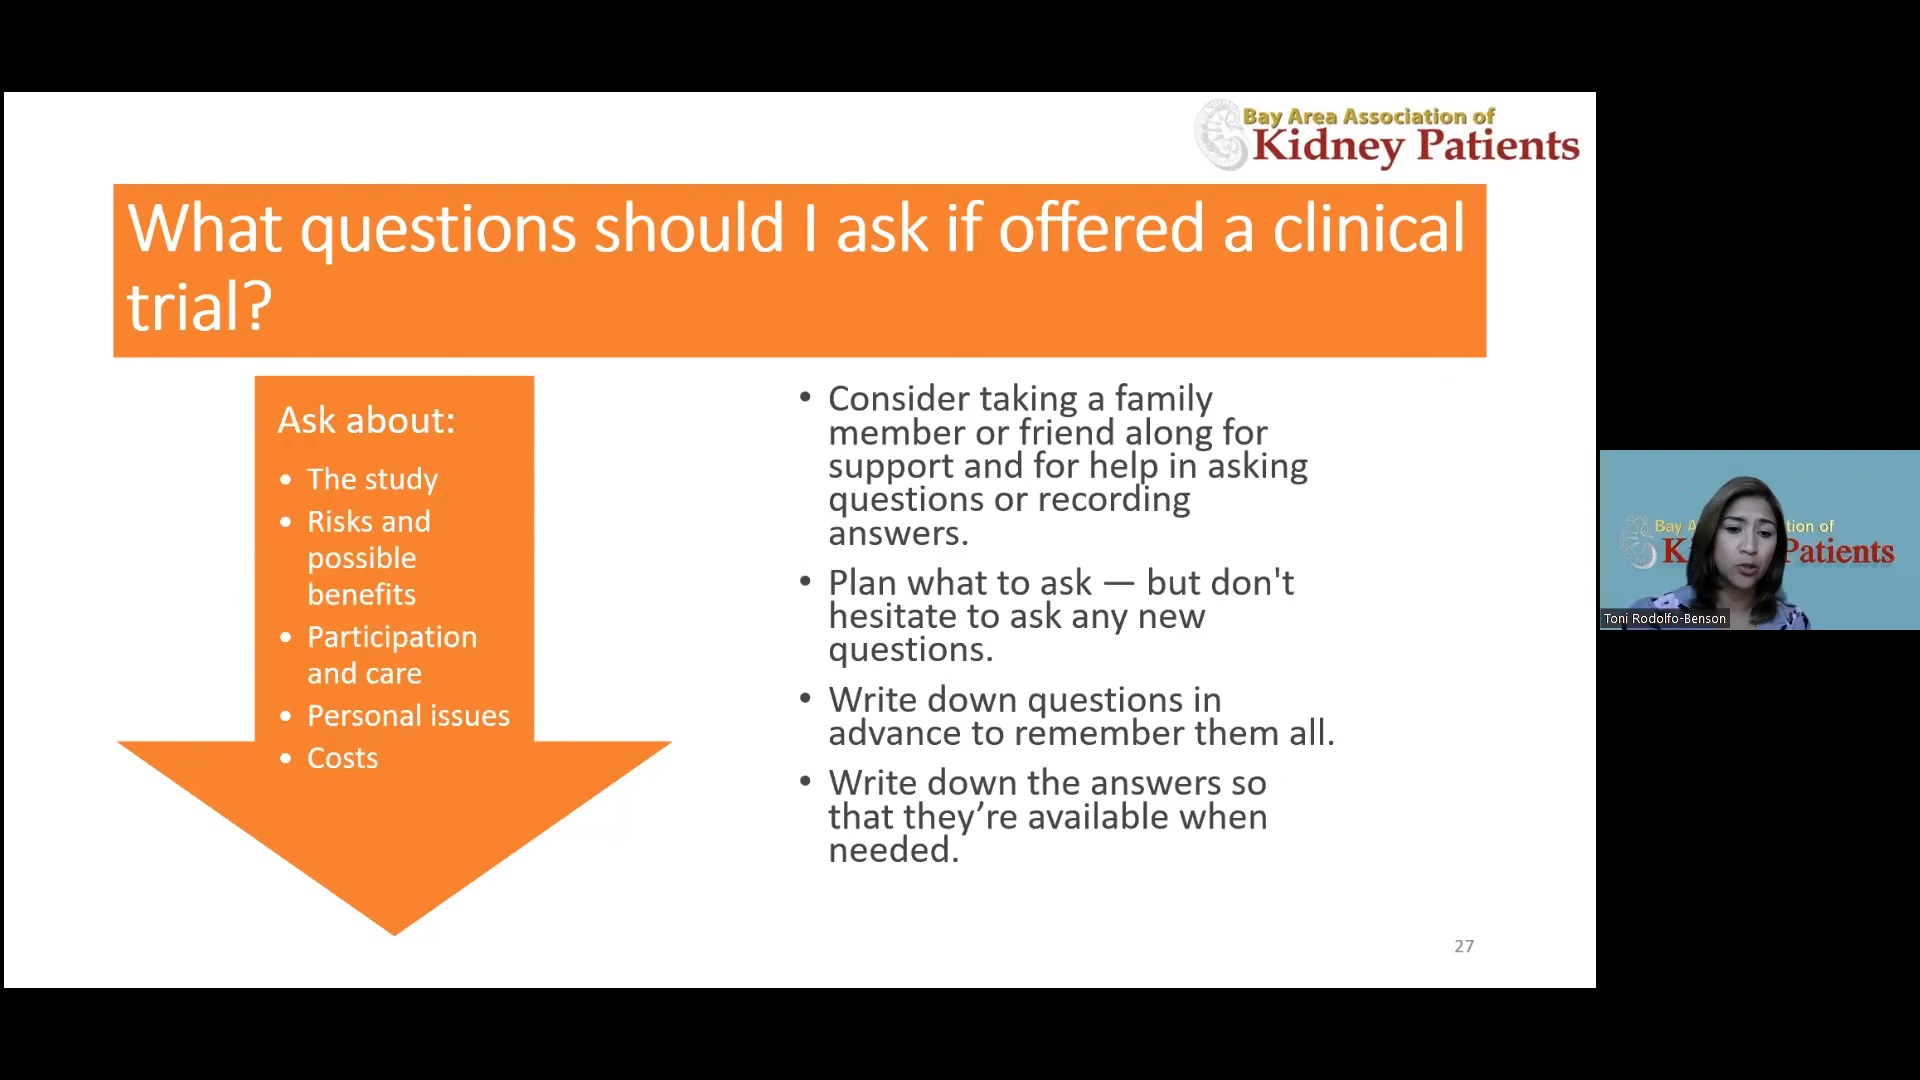 Bay Area Association of
Kidney Patients
What questions should I ask if offered a clinical
trial?
Ask about:
• The study
• Risks and
possible
benefits
• Participation
and care
• Personal issues
• Costs
• Consider taking a family
member or friend along for
support and for help in asking
questions or recording
answers.
• Plan what to ask — but don't
hesitate to ask any new
questions.
• Write down questions in
advance to remember them all.
• Write down the answers so
that they’re available when
needed.
27
Bay A tion of
K Patients
Toni Rodolfo-Benson